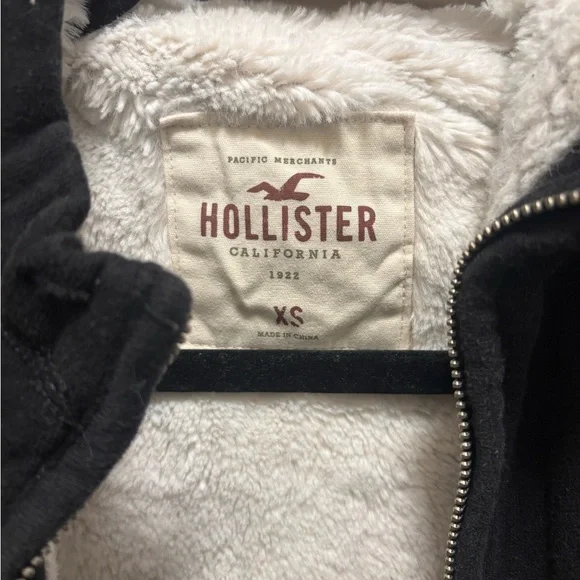 PACIFIC MERCHANTS
HOLLISTER
CALIFORNIA
1922
XS
MADE IN CHINA